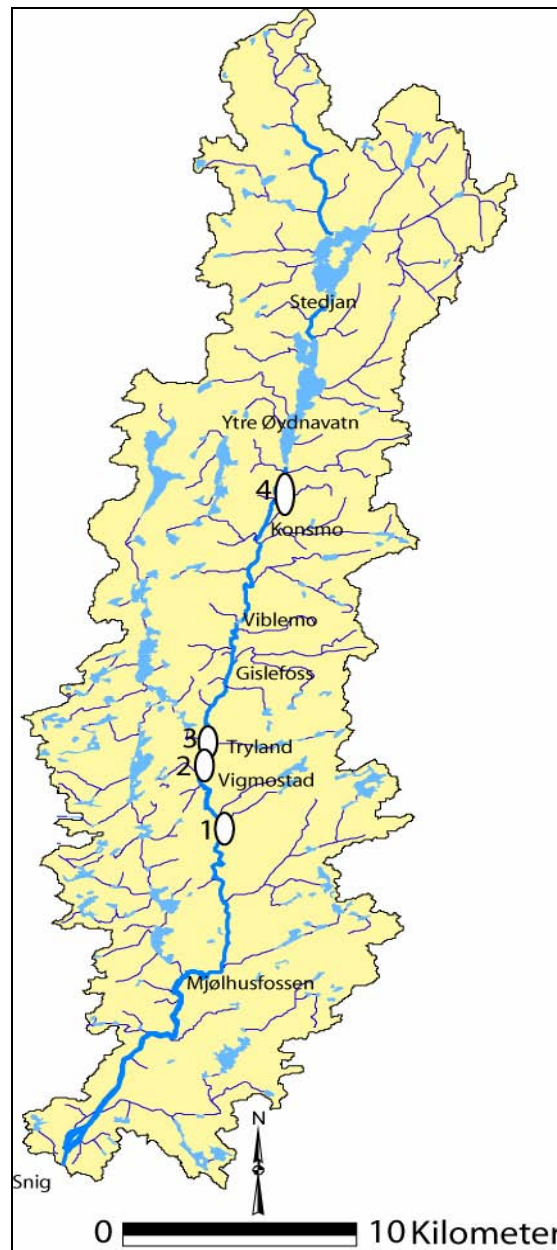 Stedjan
Ytre Øydnavatn
4
Konsmo
Viblemo
Gislefoss
3
Tryland
2
Vigmostad
1
Mjølhusfossen
N
Snig
0 10 Kilometer